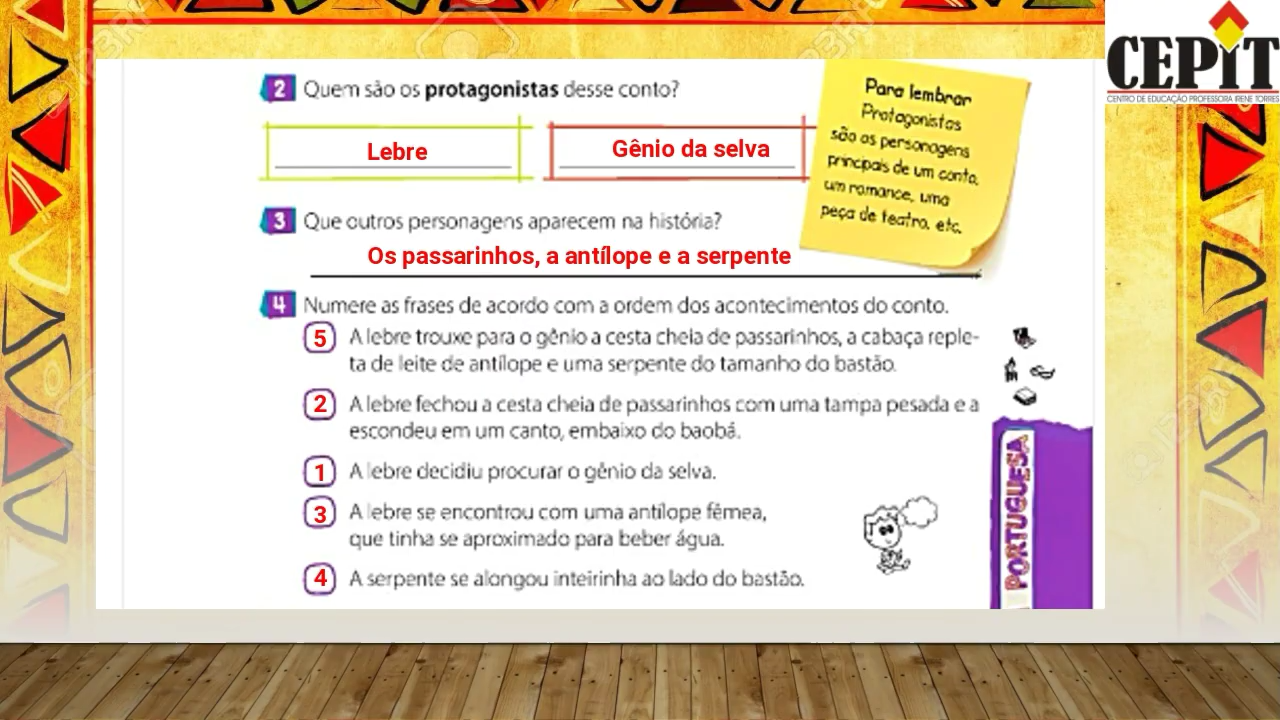 CEPIT
CENTRO DE EDUCAÇÃO PROFESSORA IRENE TORRES
2 Quem são os protagonistas desse conto?
Lebre
Gênio da selva
Para lembrar
Protagonistas
são os personagens
principais de um conto,
um romance, uma
peça de teatro, etc.
3 Que outros personagens aparecem na história?
Os passarinhos, a antílope e a serpente
4 Numere as frases de acordo com a ordem dos acontecimentos do conto.
5 A lebre trouxe para o gênio a cesta cheia de passarinhos, a cabaça reple-
ta de leite de antílope e uma serpente do tamanho do bastão.
2 A lebre fechou a cesta cheia de passarinhos com uma tampa pesada e a
escondeu em um canto, embaixo do baobá.
1 A lebre decidiu procurar o gênio da selva.
3 A lebre se encontrou com uma antílope fêmea,
que tinha se aproximado para beber água.
4 A serpente se alongou inteirinha ao lado do bastão.
PORTUGUESA